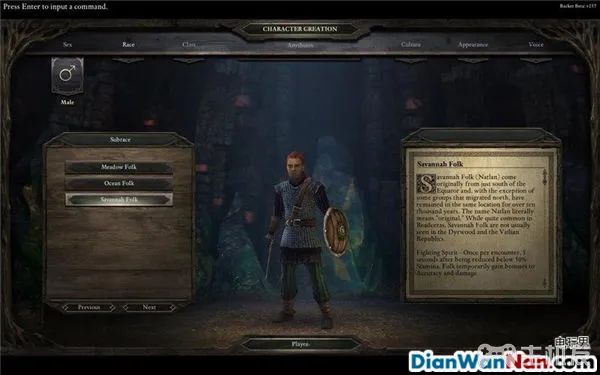 Press Enter to input a command.
Backer Beta: v257
CHARACTER CREATION
Sex
Race
Class
Attributes
Culture
Appearance
Voice
Male
Subrace
Meadow Folk
Ocean Folk
Savannah Folk
Previous
Next
Savannah Folk
Savannah Folk (Natlan) come
originally from just south of the
Equator and, with the exception of
some groups that migrated north, have
remained in the same location for over ten
thousand years. The name Natlan literally
means "original." While quite common in
Readceras, Savannah Folk are not usually
seen in the Dyrwood and the Vailian
Republics.
Fighting Spirit - Once per encounter, 3
seconds after being reduced below 50%
Stamina, Folk temporarily gain bonuses to
Accuracy and damage.
Player
电玩男
DianWanNan.com